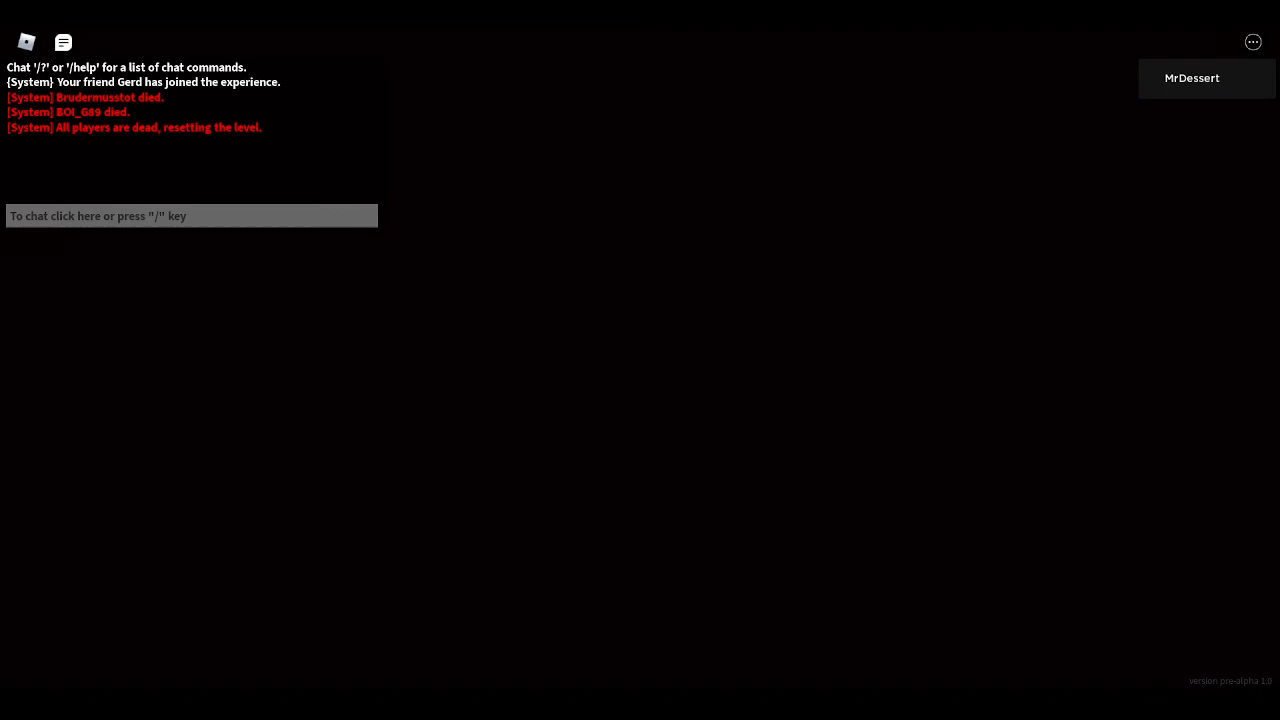 Chat '/?' or '/help' for a list of chat commands.
{System} Your friend Gerd has joined the experience.
[System] Brudermusstot died.
[System] BOI_G89 died.
[System] All players are dead, resetting the level.
To chat click here or press "/" key
MrDessert
version pre-alpha 1.0